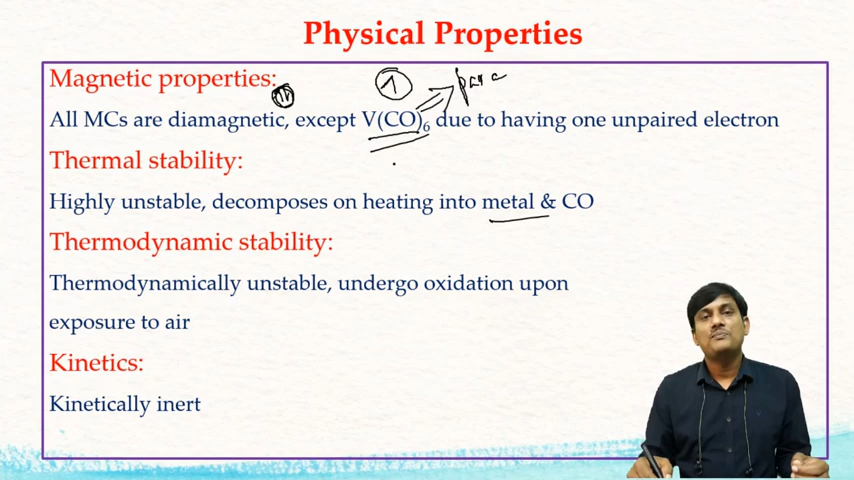 Physical Properties
Magnetic properties:
1
para
All MCs are diamagnetic, except V(CO)6 due to having one unpaired electron
Thermal stability:
Highly unstable, decomposes on heating into metal & CO
Thermodynamic stability:
Thermodynamically unstable, undergo oxidation upon
exposure to air
Kinetics:
Kinetically inert